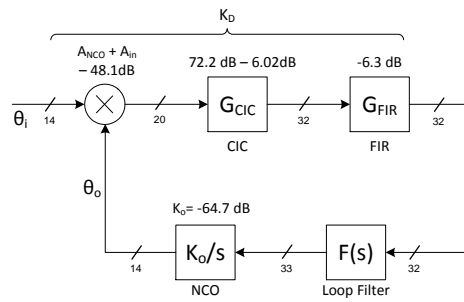 K_D
A_NCO + A_in
– 48.1dB
72.2 dB – 6.02dB
-6.3 dB
G_CIC
G_FIR
θ_i
14
20
32
32
CIC
FIR
θ_o
K_o= -64.7 dB
K_o/s
F(s)
14
33
32
NCO
Loop Filter